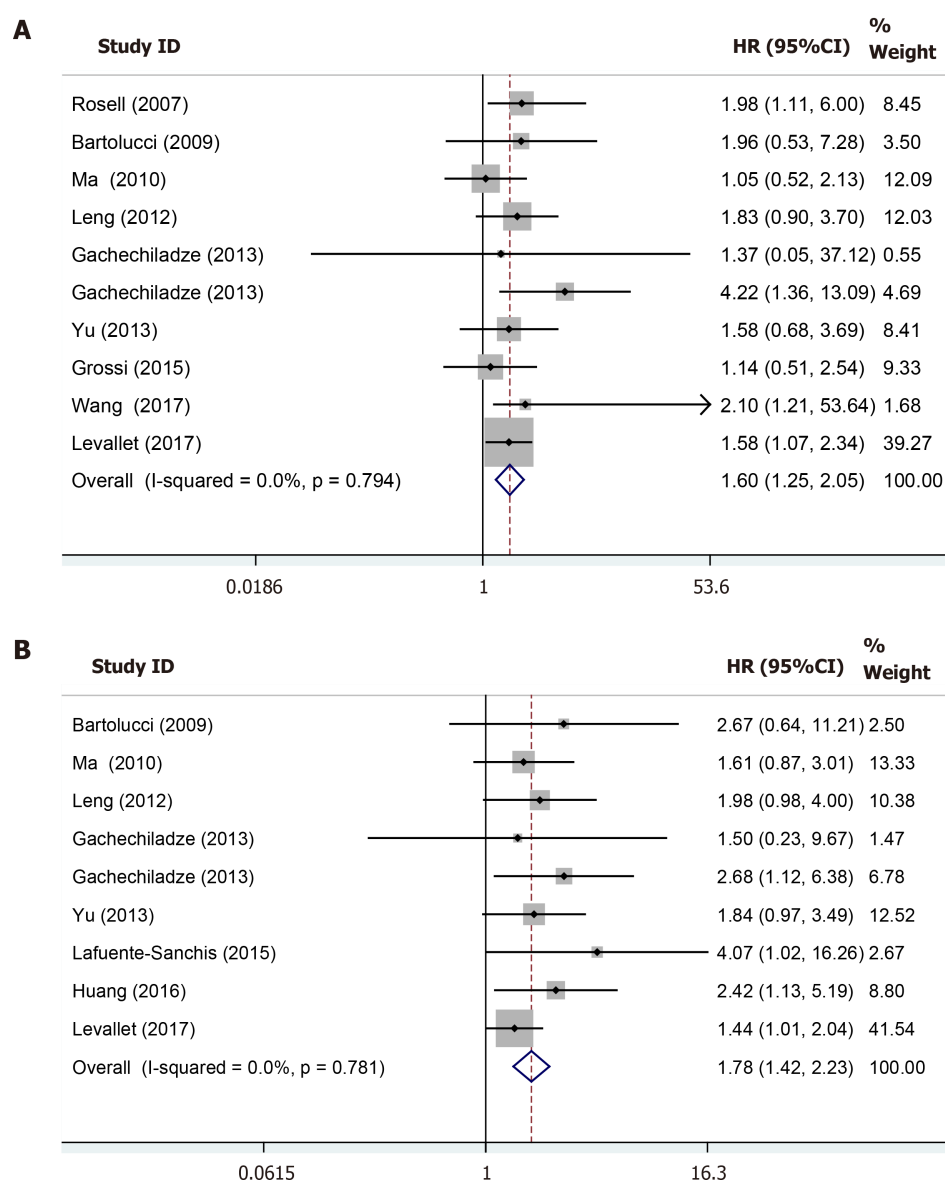 A
Study ID HR (95%CI) % Weight
Rosell (2007) 1.98 (1.11, 6.00) 8.45
Bartolucci (2009) 1.96 (0.53, 7.28) 3.50
Ma (2010) 1.05 (0.52, 2.13) 12.09
Leng (2012) 1.83 (0.90, 3.70) 12.03
Gachechiladze (2013) 1.37 (0.05, 37.12) 0.55
Gachechiladze (2013) 4.22 (1.36, 13.09) 4.69
Yu (2013) 1.58 (0.68, 3.69) 8.41
Grossi (2015) 1.14 (0.51, 2.54) 9.33
Wang (2017) 2.10 (1.21, 53.64) 1.68
Levallet (2017) 1.58 (1.07, 2.34) 39.27
Overall (I-squared = 0.0%, p = 0.794) 1.60 (1.25, 2.05) 100.00
0.0186 1 53.6
B
Study ID HR (95%CI) % Weight
Bartolucci (2009) 2.67 (0.64, 11.21) 2.50
Ma (2010) 1.61 (0.87, 3.01) 13.33
Leng (2012) 1.98 (0.98, 4.00) 10.38
Gachechiladze (2013) 1.50 (0.23, 9.67) 1.47
Gachechiladze (2013) 2.68 (1.12, 6.38) 6.78
Yu (2013) 1.84 (0.97, 3.49) 12.52
Lafuente-Sanchis (2015) 4.07 (1.02, 16.26) 2.67
Huang (2016) 2.42 (1.13, 5.19) 8.80
Levallet (2017) 1.44 (1.01, 2.04) 41.54
Overall (I-squared = 0.0%, p = 0.781) 1.78 (1.42, 2.23) 100.00
0.0615 1 16.3